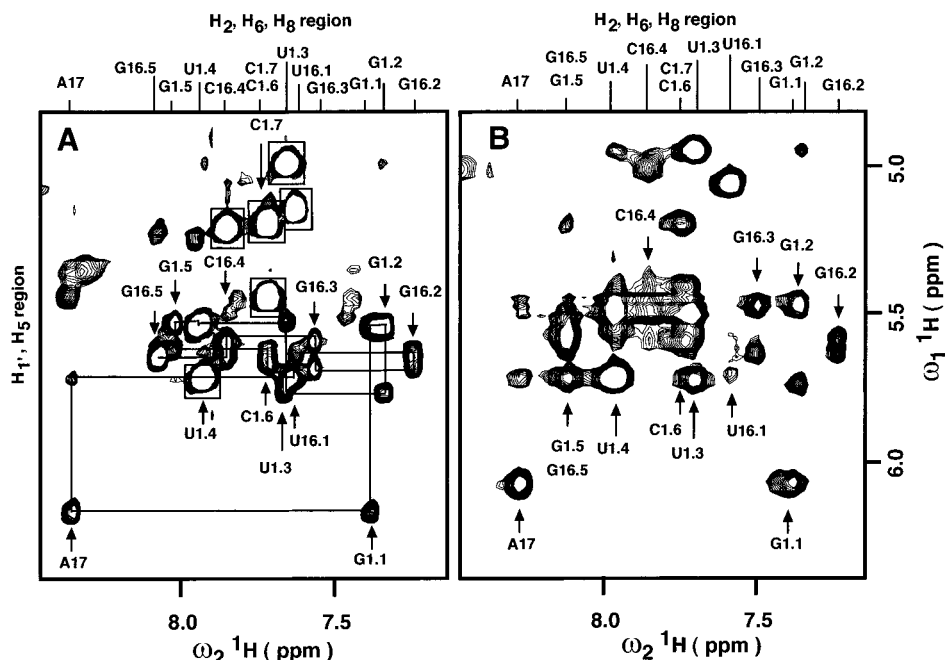 H2, H6, H8 region
A17 G16.5 G1.5 U1.4 C16.4 C1.7 C1.6 U1.3 U16.1 G16.3 G1.1 G1.2 G16.2
A
C1.7
G16.5 G1.5 C16.4 G16.3 G1.2 G16.2
U1.4 C1.6 U1.3 U16.1
A17 G1.1
H1', H5 region
8.0 7.5
ω2 1H ( ppm )
H2, H6, H8 region
A17 G16.5 G1.5 U1.4 C16.4 C1.7 C1.6 U1.3 U16.1 G16.3 G1.1 G1.2 G16.2
B
C16.4 G16.3 G1.2 G16.2
G1.5 G16.5 U1.4 C1.6 U1.3 U16.1
A17 G1.1
5.0
5.5
6.0
ω1 1H (ppm)
8.0 7.5
ω2 1H ( ppm )